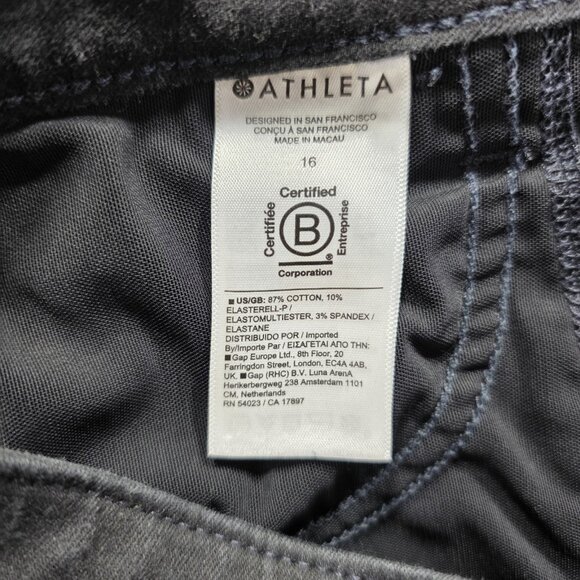 ATHLETA
DESIGNED IN SAN FRANCISCO
CONÇU À SAN FRANCISCO
MADE IN MACAU
16
Certified
Certifiée
B
®
Entreprise
Corporation
■ US/GB: 87% COTTON, 10%
ELASTERELL-P /
ELASTOMULTIESTER, 3% SPANDEX /
ELASTANE
DISTRIBUIDO POR / Imported
By/Importe Par / ΕΙΣΑΓΕΤΑΙ ΑΠΟ ΤΗΝ:
■ Gap Europe Ltd., 8th Floor, 20
Farringdon Street, London, EC4A 4AB,
UK. ■ Gap (RHC) B.V. Luna ArenA
Herikerbergweg 238 Amsterdam 1101
CM, Netherlands
RN 54023 / CA 17897